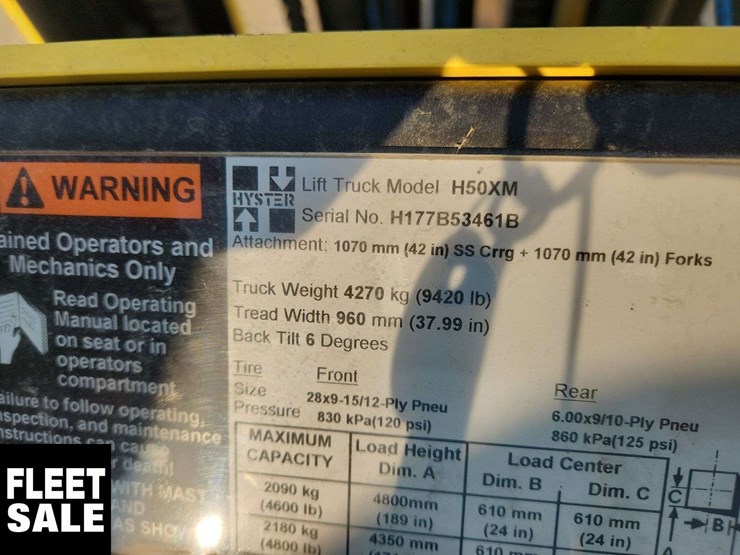 WARNING
ained Operators and
Mechanics Only
Read Operating
Manual located
on seat or in
operators
compartment
ailure to follow operating,
nspection, and maintenance
nstructions can cause
r death!
WITH MAST
AND
AS SHO
HYSTER
Lift Truck Model H50XM
Serial No. H177B53461B
Attachment: 1070 mm (42 in) SS Crrg + 1070 mm (42 in) Forks
Truck Weight 4270 kg (9420 lb)
Tread Width 960 mm (37.99 in)
Back Tilt 6 Degrees
Tire Front Rear
Size 28x9-15/12-Ply Pneu 6.00x9/10-Ply Pneu
Pressure 830 kPa(120 psi) 860 kPa(125 psi)
MAXIMUM CAPACITY Load Height Dim. A Load Center
Dim. B Dim. C
2090 kg 4800mm 610 mm 610 mm
(4600 lb) (189 in) (24 in) (24 in)
2180 kg 4350 mm 610
(4800 lb)
C
B
FLEET
SALE